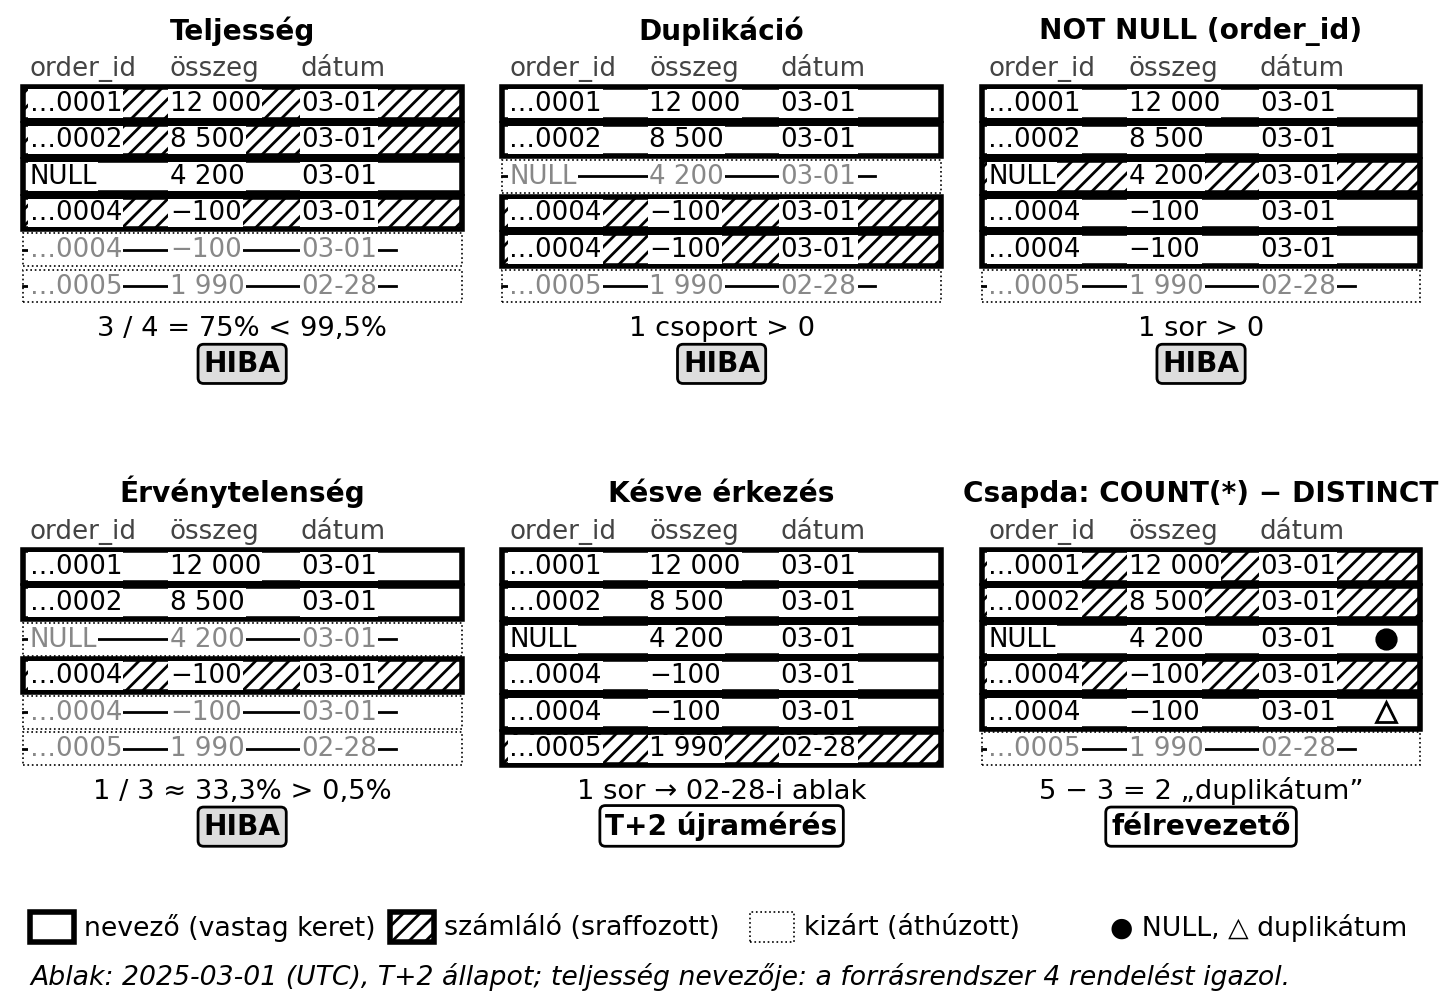 Teljesség
order_id összeg dátum
…0001 12 000 03-01
…0002 8 500 03-01
NULL 4 200 03-01
…0004 −100 03-01
…0004 −100 03-01
…0005 1 990 02-28
3 / 4 = 75% < 99,5%
HIBA
Duplikáció
order_id összeg dátum
…0001 12 000 03-01
…0002 8 500 03-01
NULL 4 200 03-01
…0004 −100 03-01
…0004 −100 03-01
…0005 1 990 02-28
1 csoport > 0
HIBA
NOT NULL (order_id)
order_id összeg dátum
…0001 12 000 03-01
…0002 8 500 03-01
NULL 4 200 03-01
…0004 −100 03-01
…0004 −100 03-01
…0005 1 990 02-28
1 sor > 0
HIBA
Érvénytelenség
order_id összeg dátum
…0001 12 000 03-01
…0002 8 500 03-01
NULL 4 200 03-01
…0004 −100 03-01
…0004 −100 03-01
…0005 1 990 02-28
1 / 3 ≈ 33,3% > 0,5%
HIBA
Késve érkezés
order_id összeg dátum
…0001 12 000 03-01
…0002 8 500 03-01
NULL 4 200 03-01
…0004 −100 03-01
…0004 −100 03-01
…0005 1 990 02-28
1 sor → 02-28-i ablak
T+2 újramérés
Csapda: COUNT(*) − DISTINCT
order_id összeg dátum
…0001 12 000 03-01
…0002 8 500 03-01
NULL 4 200 03-01 ●
…0004 −100 03-01
…0004 −100 03-01 △
…0005 1 990 02-28
5 − 3 = 2 „duplikátum”
félrevezető
nevező (vastag keret) számláló (sraffozott) kizárt (áthúzott) ● NULL, △ duplikátum
Ablak: 2025-03-01 (UTC), T+2 állapot; teljesség nevezője: a forrásrendszer 4 rendelést igazol.